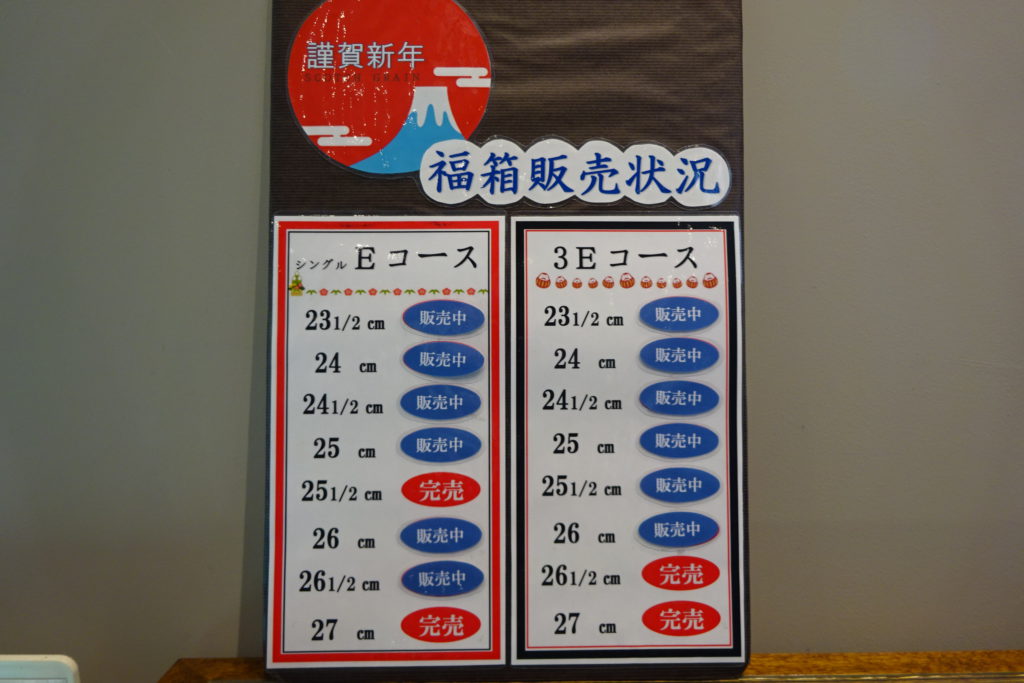 謹賀新年
SCOTCH GRAIN
福箱販売状況
シングル Eコース
23 1/2 cm 販売中
24 cm 販売中
24 1/2 cm 販売中
25 cm 販売中
25 1/2 cm 完売
26 cm 販売中
26 1/2 cm 販売中
27 cm 完売
3Eコース
23 1/2 cm 販売中
24 cm 販売中
24 1/2 cm 販売中
25 cm 販売中
25 1/2 cm 販売中
26 cm 販売中
26 1/2 cm 完売
27 cm 完売